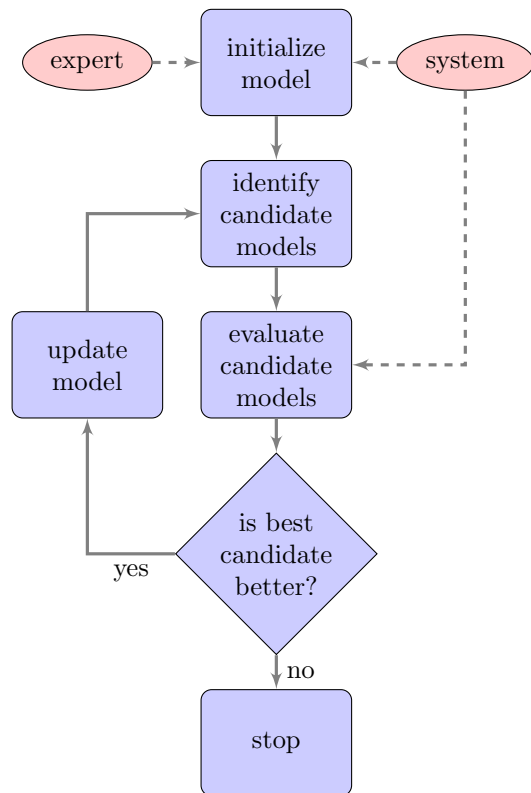 expert
initialize
model
system
identify
candidate
models
update
model
evaluate
candidate
models
is best
candidate
better?
yes
no
stop